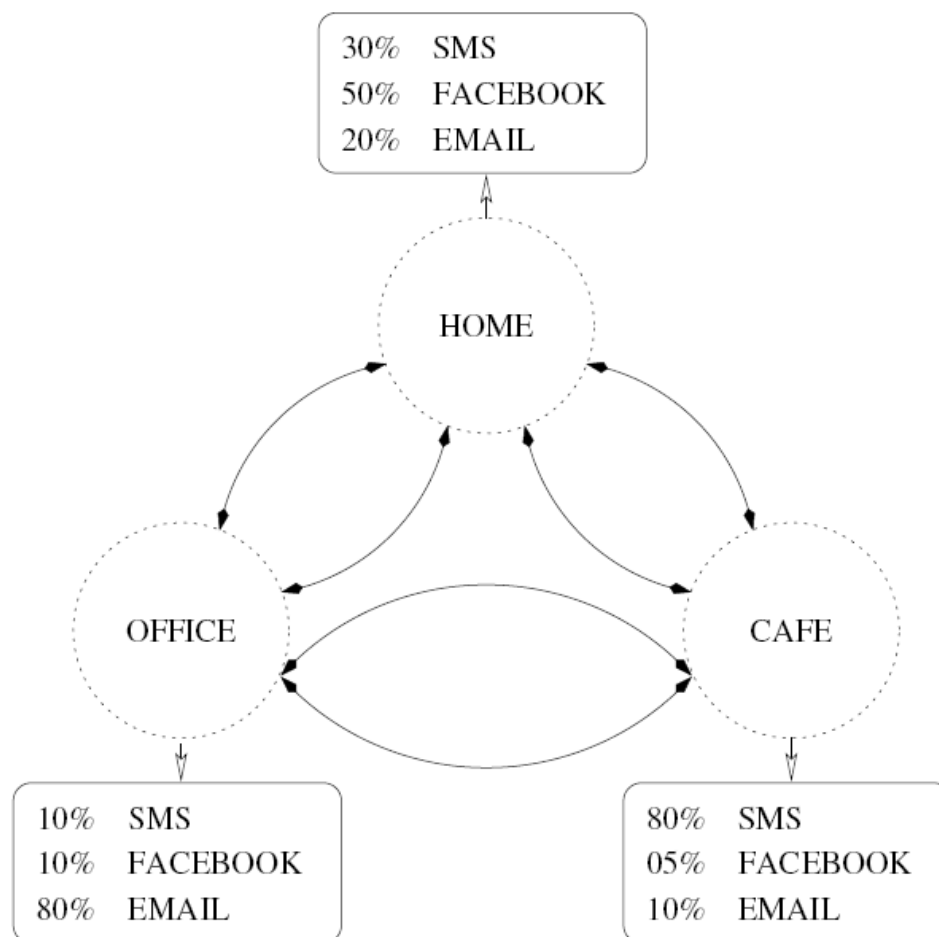 30% SMS
50% FACEBOOK
20% EMAIL
HOME
OFFICE
CAFE
10% SMS
10% FACEBOOK
80% EMAIL
80% SMS
05% FACEBOOK
10% EMAIL